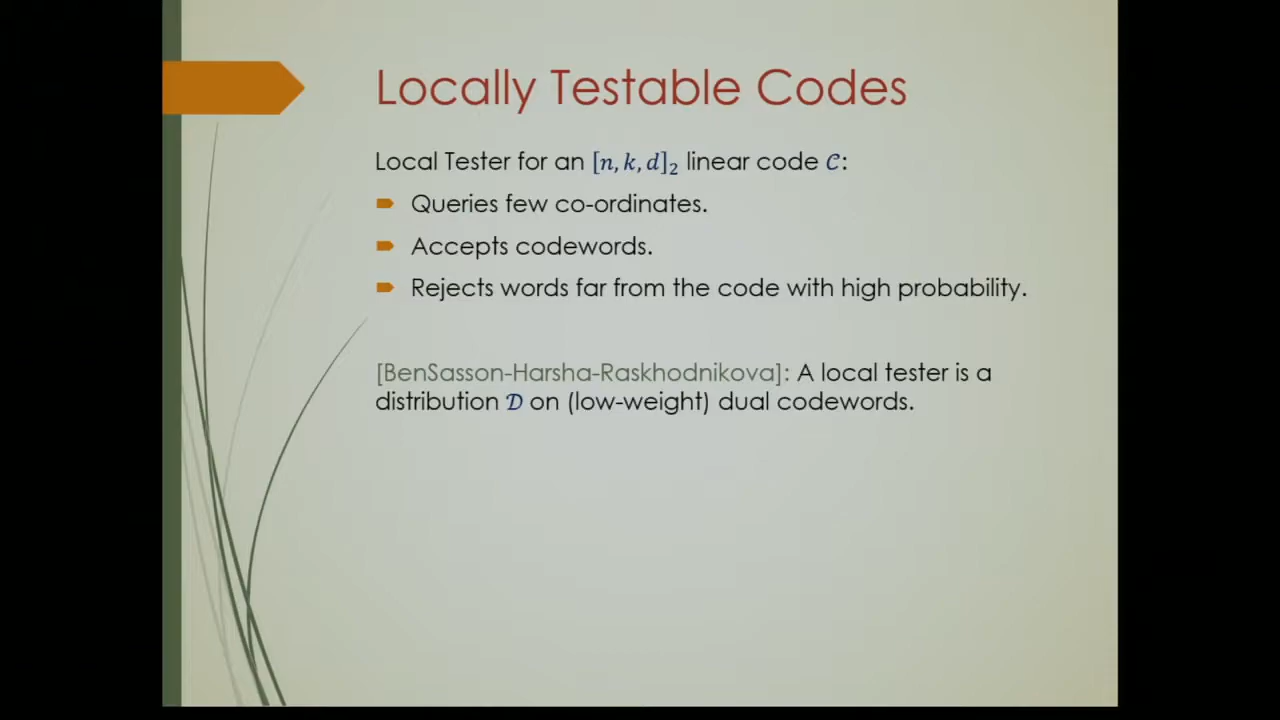 Locally Testable Codes
Local Tester for an [n, k, d]₂ linear code 𝒞:
Queries few co-ordinates.
Accepts codewords.
Rejects words far from the code with high probability.
[BenSasson-Harsha-Raskhodnikova]: A local tester is a
distribution 𝒟 on (low-weight) dual codewords.